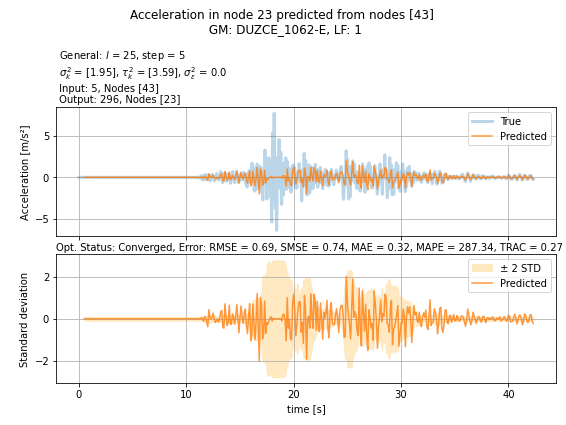 Acceleration in node 23 predicted from nodes [43]
GM: DUZCE_1062-E, LF: 1
General: l = 25, step = 5
σ²ₖ = [1.95], τ²ₖ = [3.59], σ²ε = 0.0
Input: 5, Nodes [43]
Output: 296, Nodes [23]
Acceleration [m/s²]
5
0
−5
True
Predicted
Opt. Status: Converged, Error: RMSE = 0.69, SMSE = 0.74, MAE = 0.32, MAPE = 287.34, TRAC = 0.27
Standard deviation
2
0
−2
± 2 STD
Predicted
0 10 20 30 40
time [s]